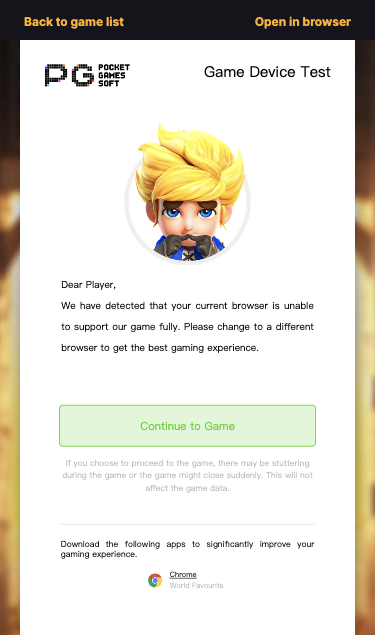 Back to game list
Open in browser
PG POCKET GAMES SOFT
Game Device Test
Dear Player,
We have detected that your current browser is unable
to support our game fully. Please change to a different
browser to get the best gaming experience.
Continue to Game
If you choose to proceed to the game, there may be stuttering
during the game or the game might close suddenly. This will not
affect the game data.
Download the following apps to significantly improve your
gaming experience.
Chrome
World Favourite